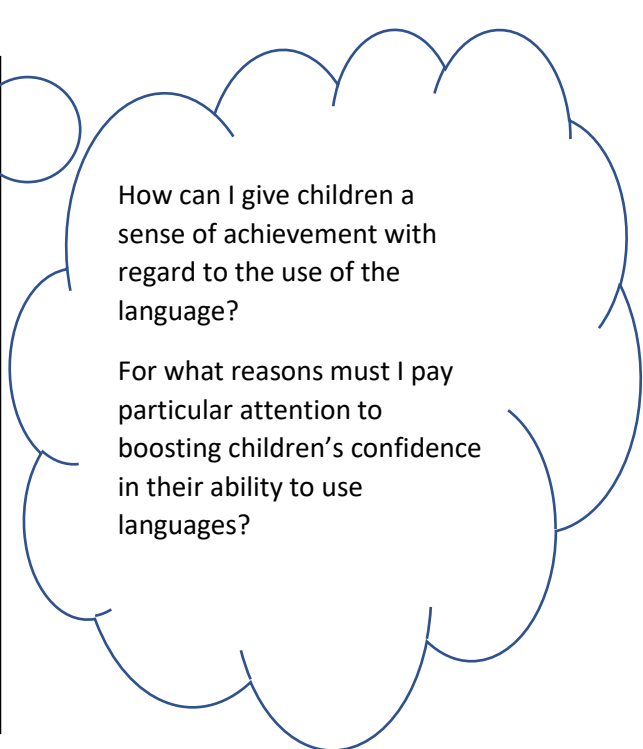 How can I give children a
sense of achievement with
regard to the use of the
language?
For what reasons must I pay
particular attention to
boosting children’s confidence
in their ability to use
languages?